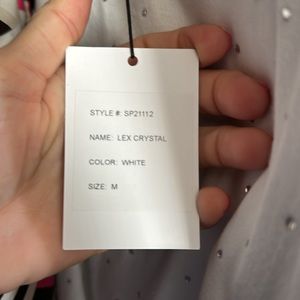 STYLE #: SP21112
NAME: LEX CRYSTAL
COLOR: WHITE
SIZE: M